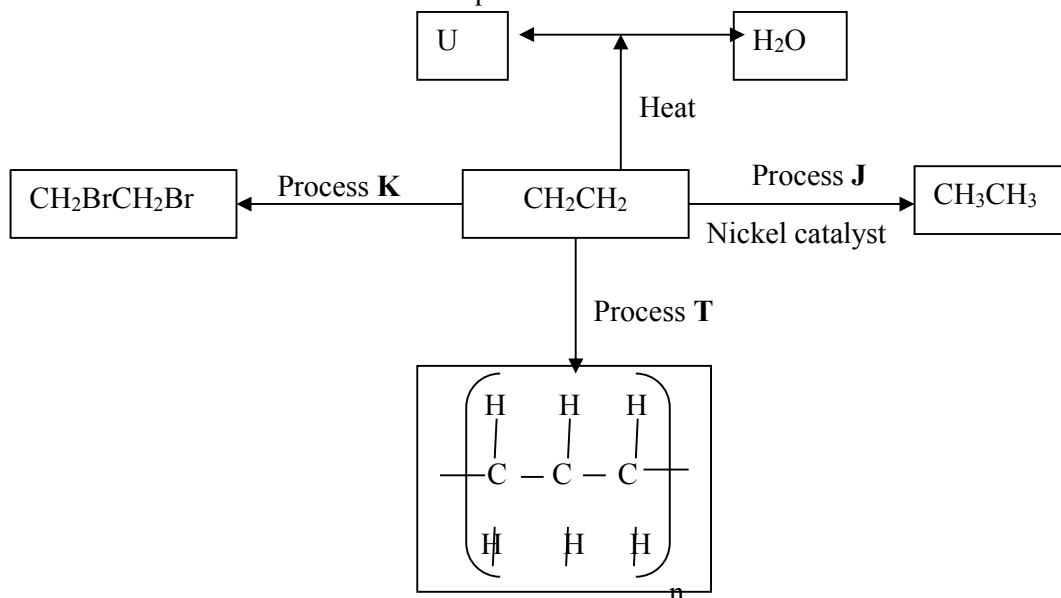 U
H₂O
Heat
CH₂BrCH₂Br
Process K
CH₂CH₂
Process J
Nickel catalyst
CH₃CH₃
Process T
H H H
C C C
H H H
n